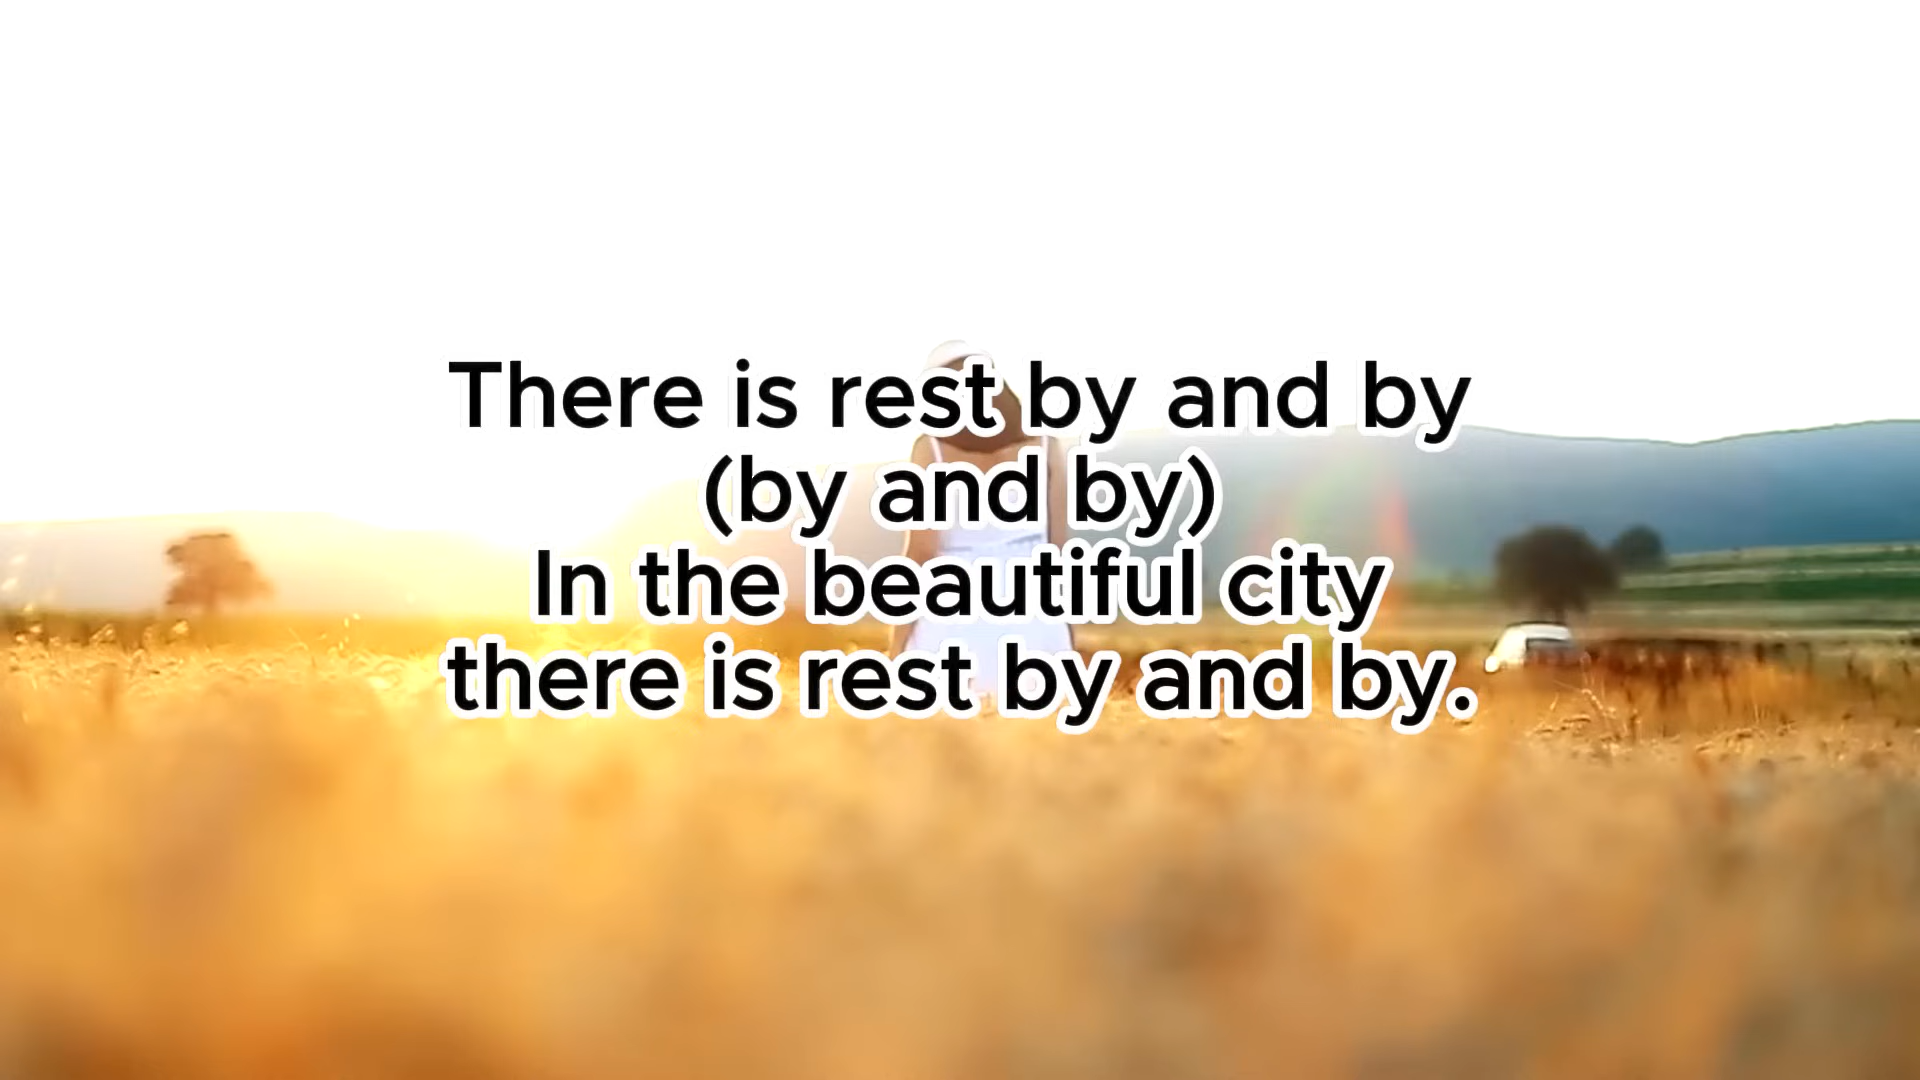 There is rest by and by
(by and by)
In the beautiful city
there is rest by and by.